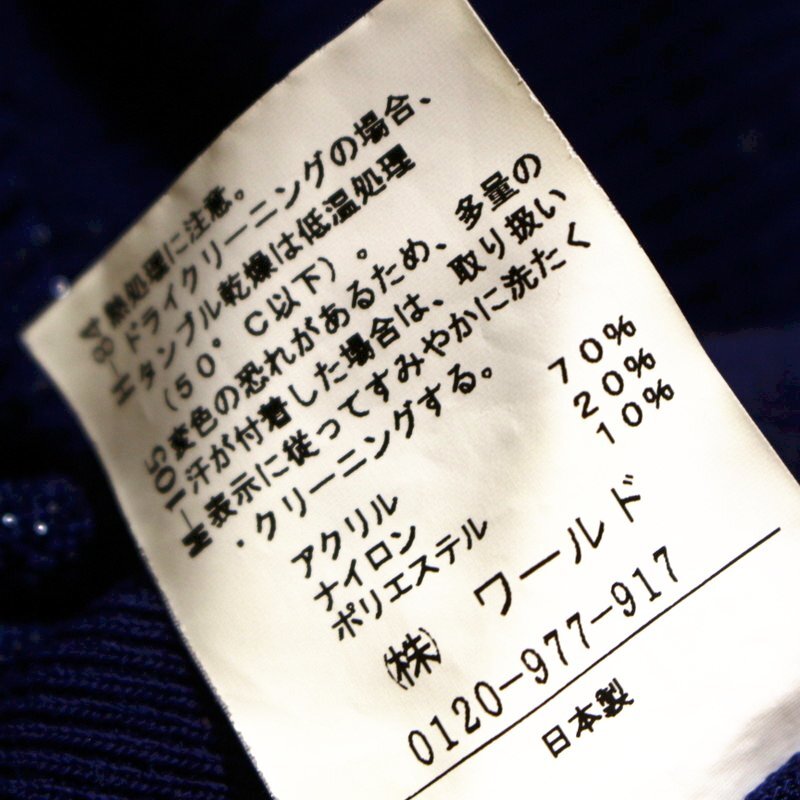 H-84
熱処理に注意。
ドライクリーニングの場合、
タンブル乾燥は低温処理
(50°C以下)。
H-105
変色の恐れがあるため、多量の
汗が付着した場合は、取り扱い
表示に従ってすみやかに洗たく
・クリーニングする。
アクリル 70%
ナイロン 20%
ポリエステル 10%
(株) ワールド
0120-977-917
日本製